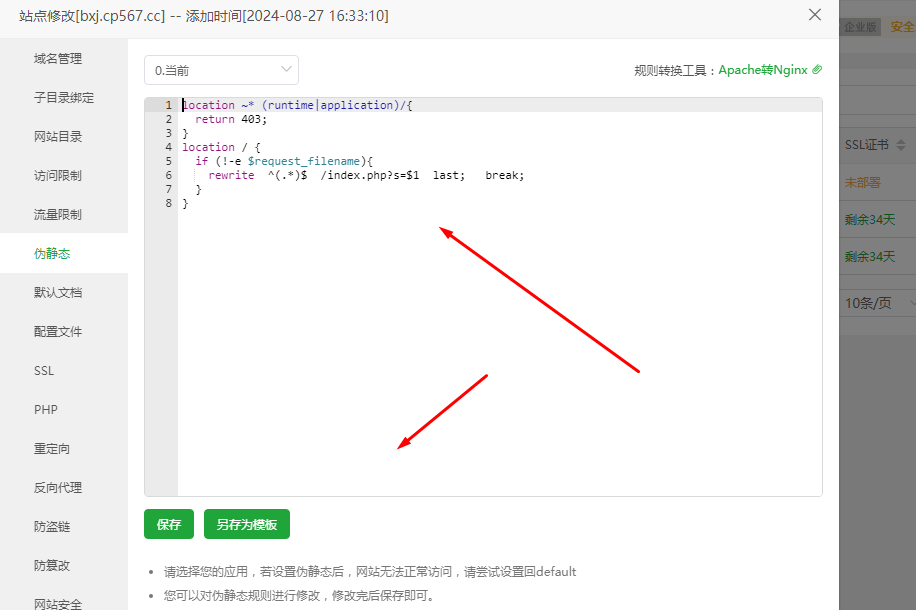 站点修改[bxj.cp567.cc] -- 添加时间[2024-08-27 16:33:10]
企业版 安全
域名管理
子目录绑定
网站目录
访问限制
流量限制
伪静态
默认文档
配置文件
SSL
PHP
重定向
反向代理
防盗链
防篡改
网站安全
0.当前
规则转换工具：Apache转Nginx
1 location ~* (runtime|application)/{
2   return 403;
3 }
4 location / {
5   if (!-e $request_filename){
6     rewrite  ^(.*)$  /index.php?s=$1  last;   break;
7   }
8 }
保存 另存为模板
请选择您的应用，若设置伪静态后，网站无法正常访问，请尝试设置回default
您可以对伪静态规则进行修改，修改完后保存即可。
SSL证书
未部署
剩余34天
剩余34天
10条/页